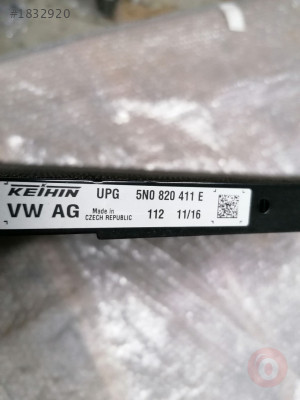 #1832920
KEIHIN UPG 5N0 820 411 E
VW AG Made in CZECH REPUBLIC 112 11/16